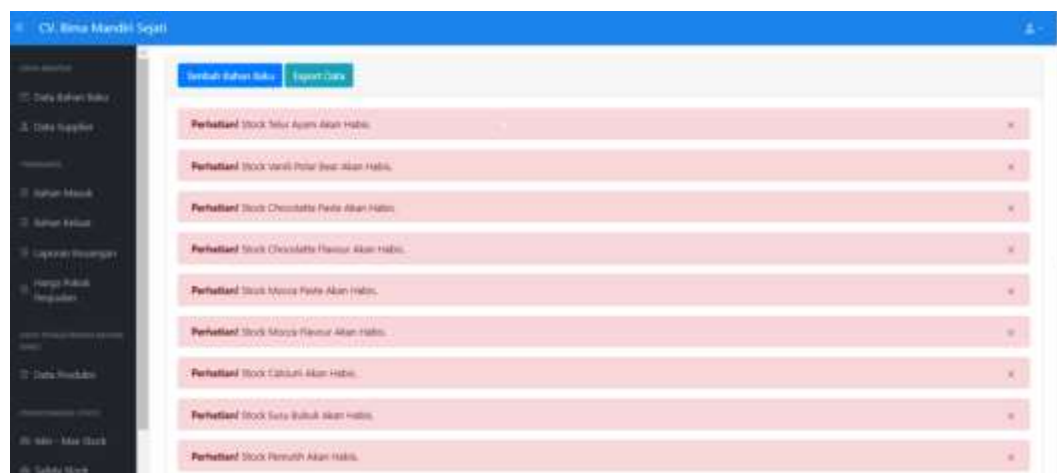 CV. Bima Mandiri Sejati
Tambah Bahan Baku
Export Data
Data Bahan Baku
Data Supplier
Bahan Masuk
Bahan Keluar
Laporan Keuangan
Harga Pokok
Penjualan
Data Produksi
Min - Max Stock
Safety Stock
Perhatian! Stock Telur Ayam Akan Habis.
Perhatian! Stock Vanili Polar Bear Akan Habis.
Perhatian! Stock Chocolatte Paste Akan Habis.
Perhatian! Stock Chocolatte Flavour Akan Habis.
Perhatian! Stock Mocca Paste Akan Habis.
Perhatian! Stock Mocca Flavour Akan Habis.
Perhatian! Stock Calsium Akan Habis.
Perhatian! Stock Susu Bubuk Akan Habis.
Perhatian! Stock Pemutih Akan Habis.